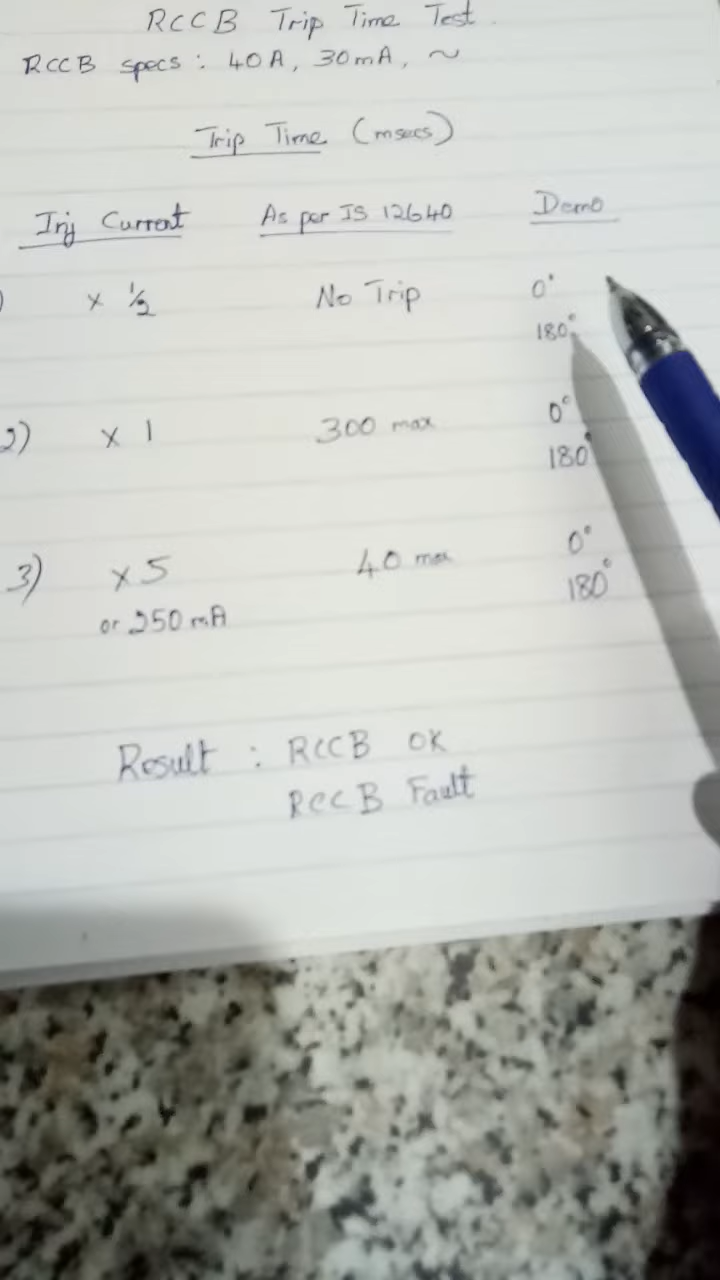 RCCB Trip Time Test.
RCCB specs: 40A, 30mA, ~
Trip Time (msecs)
Inj Current As per IS 12640 Demo
) x 1/2 No Trip 0°
180°
2) x 1 300 max 0°
180°
3) x 5 40 max 0°
or 250 mA 180°
Result : RCCB OK
RCCB Fault